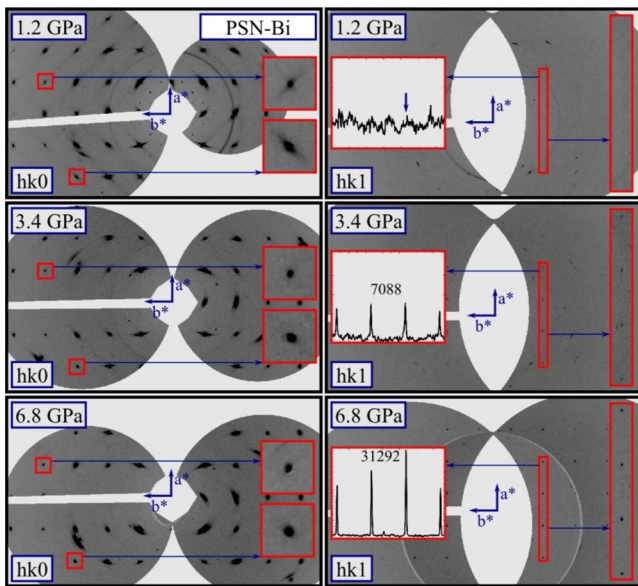 1.2 GPa
PSN-Bi
a*
b*
hk0
1.2 GPa
a*
b*
hk1
3.4 GPa
a*
b*
hk0
3.4 GPa
7088
a*
b*
hk1
6.8 GPa
a*
b*
hk0
6.8 GPa
31292
a*
b*
hk1